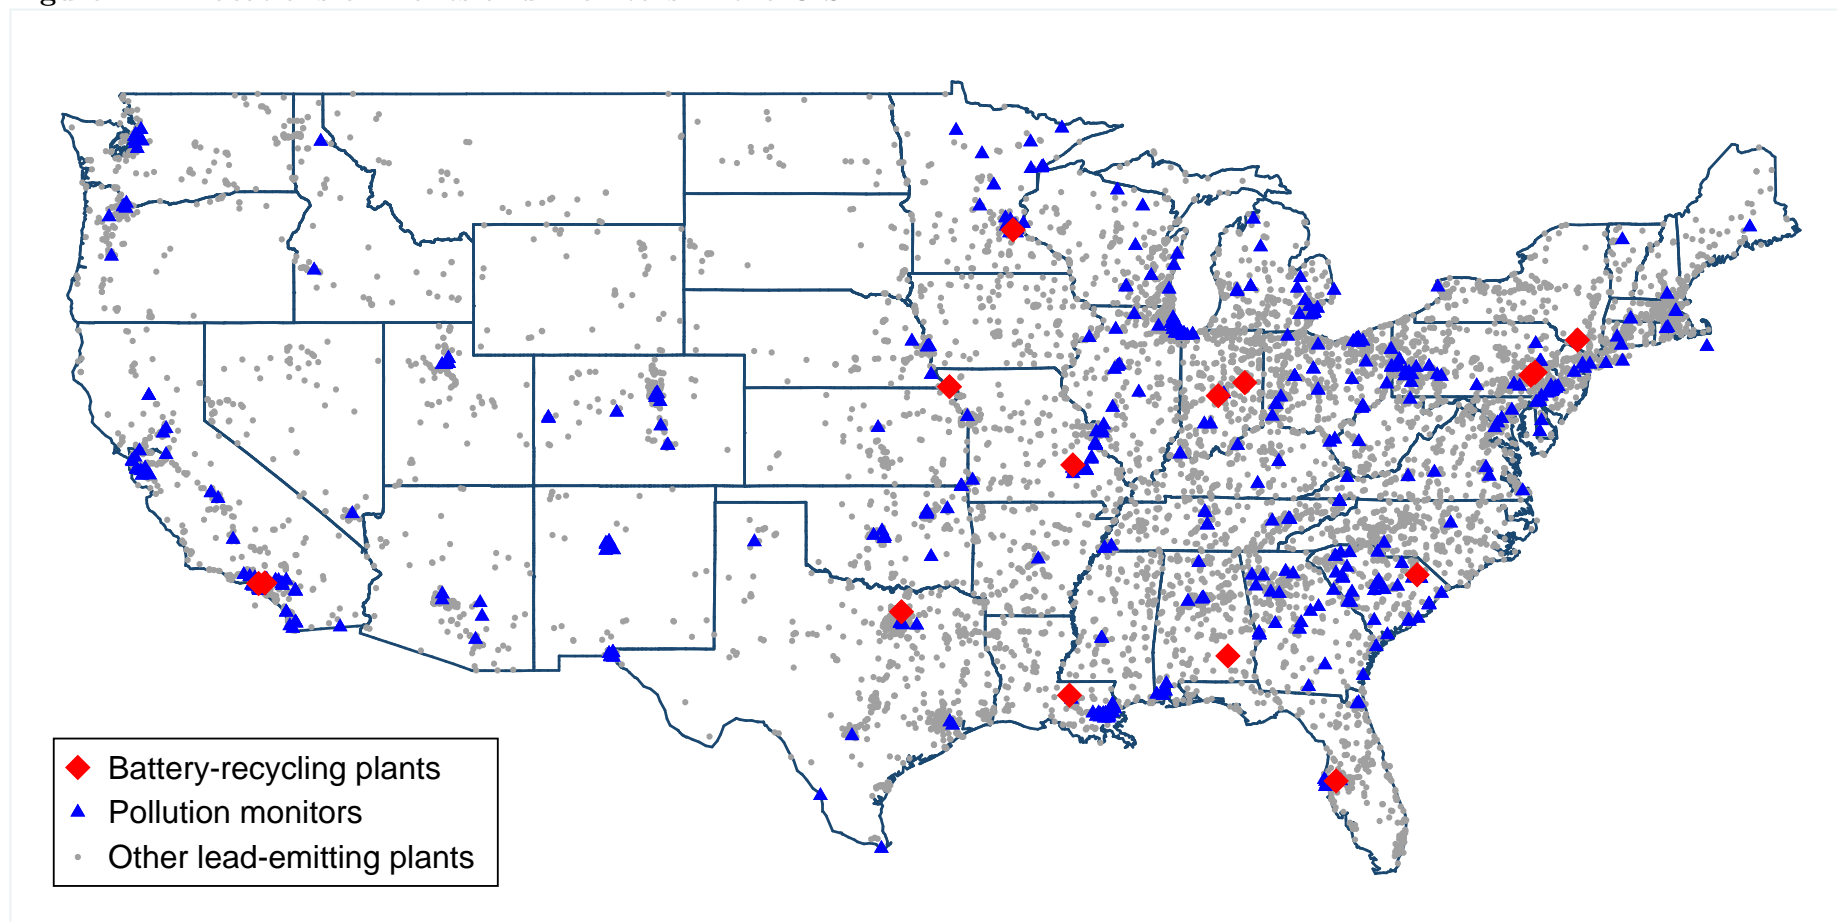 Battery-recycling plants
Pollution monitors
Other lead-emitting plants